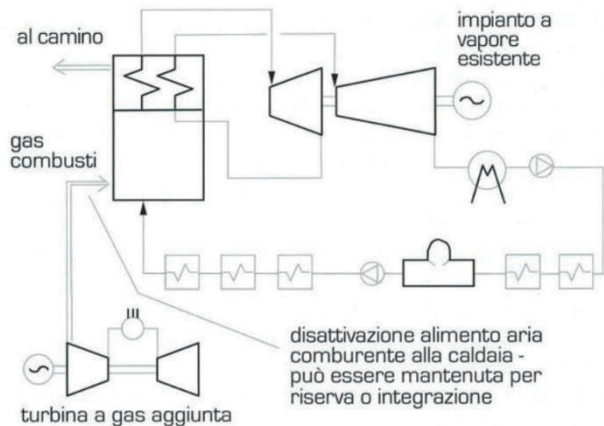 al camino
impianto a
vapore
esistente
gas
combusti
disattivazione alimento aria
comburente alla caldaia -
può essere mantenuta per
riserva o integrazione
turbina a gas aggiunta